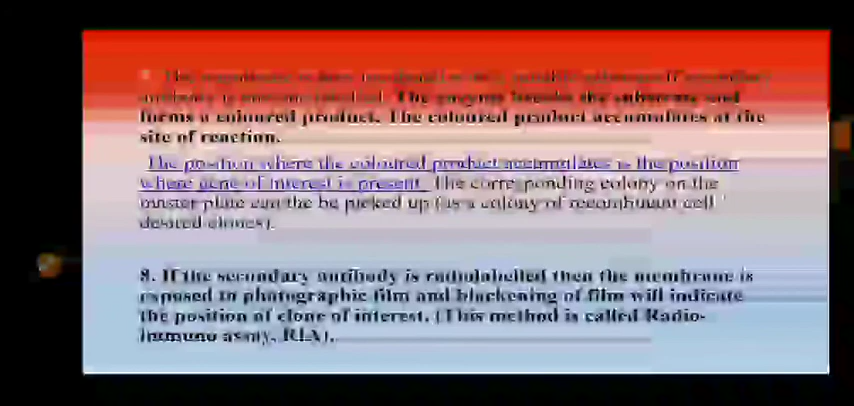 The enzyme breaks the substrate and
forms a coloured product. The coloured product accumulates at the
site of reaction.
The position where the coloured product accumulates is the position
where gene of interest is present. The corresponding colony on the
master plate can the be picked up (as a colony of recombinant cell /
desired clones).
8. If the secondary antibody is radiolabelled then the membrane is
exposed to photographic film and blackening of film will indicate
the position of clone of interest. (This method is called Radio-
Immuno assay, RIA).